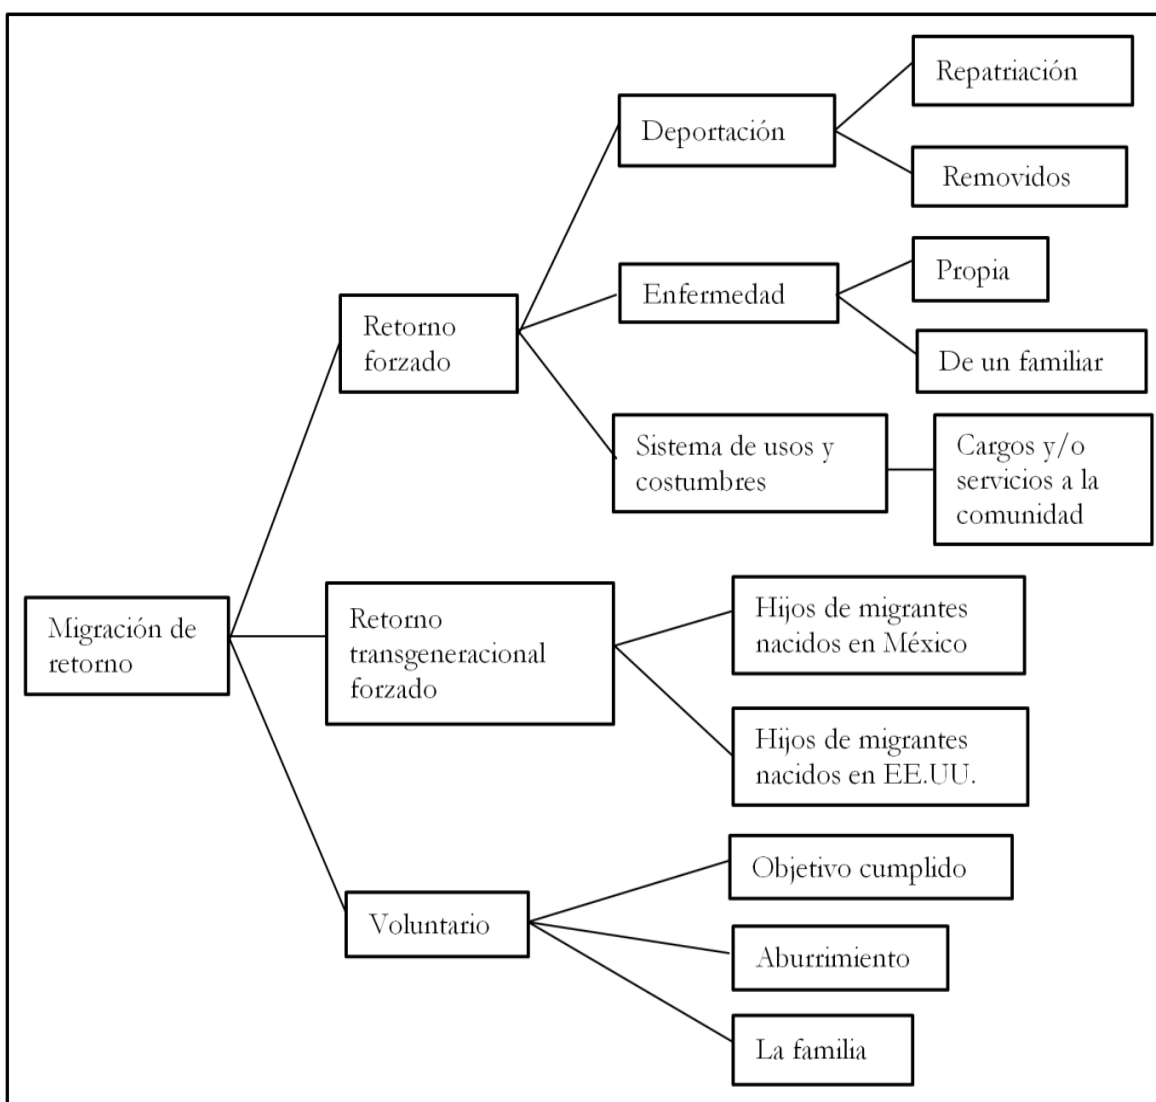 Repatriación
Deportación
Removidos
Propia
Enfermedad
De un familiar
Retorno
forzado
Sistema de usos y
costumbres
Cargos y/o
servicios a la
comunidad
Migración de
retorno
Retorno
transgeneracional
forzado
Hijos de migrantes
nacidos en México
Hijos de migrantes
nacidos en EE.UU.
Voluntario
Objetivo cumplido
Aburrimiento
La familia